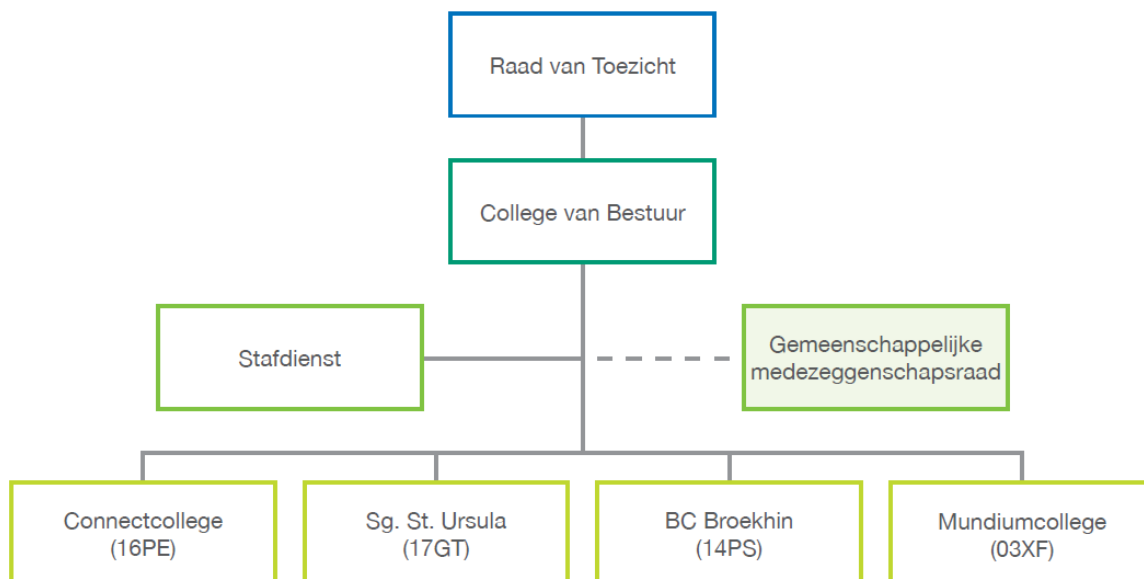 Raad van Toezicht
College van Bestuur
Stafdienst
Gemeenschappelijke
medezeggenschapsraad
Connectcollege
(16PE)
Sg. St. Ursula
(17GT)
BC Broekhin
(14PS)
Mundiumcollege
(03XF)